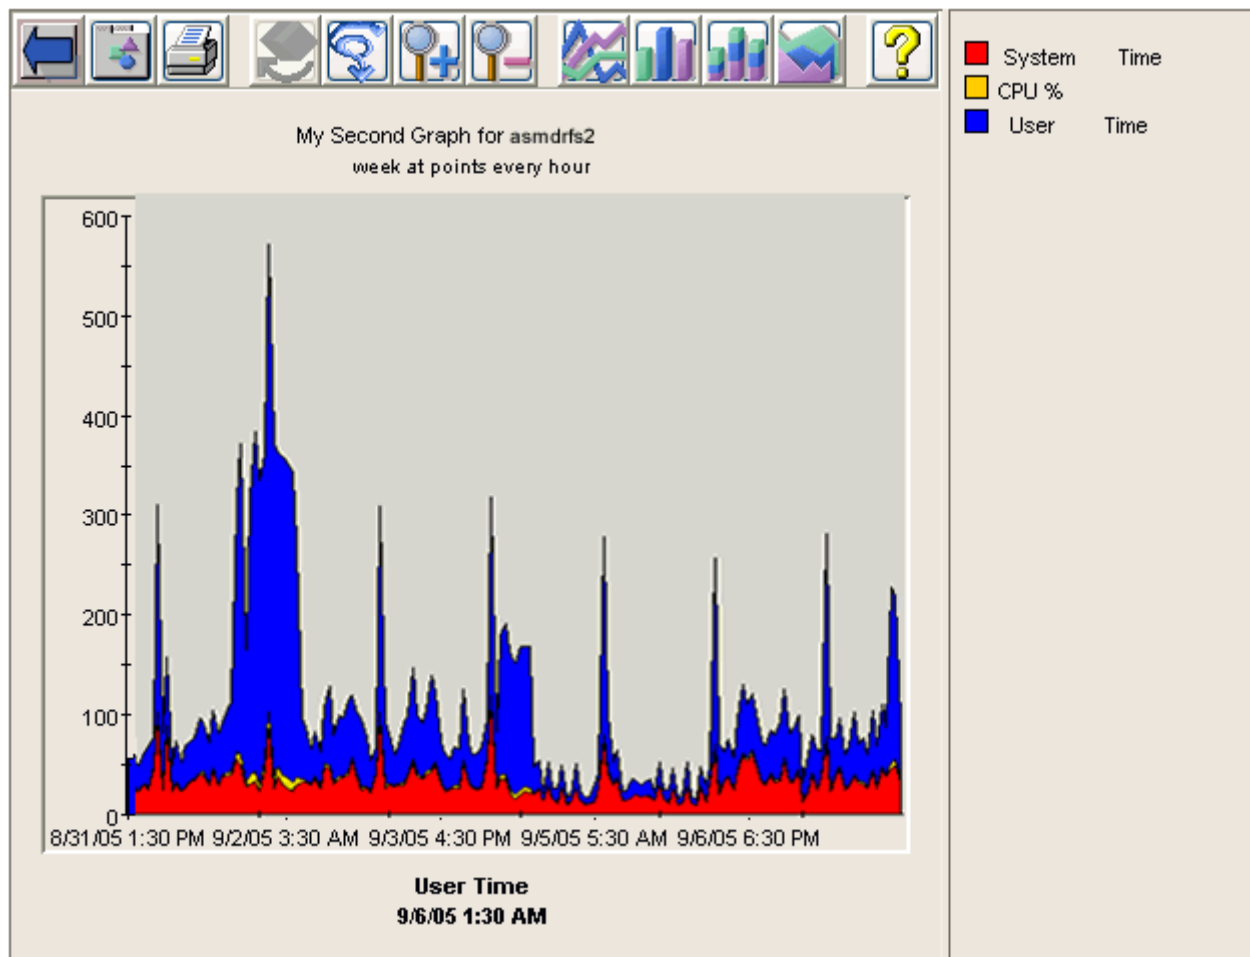 My Second Graph for asmdrfs2
week at points every hour
600
500
400
300
200
100
0
8/31/05 1:30 PM 9/2/05 3:30 AM 9/3/05 4:30 PM 9/5/05 5:30 AM 9/6/05 6:30 PM
User Time
9/6/05 1:30 AM
System Time
CPU %
User Time